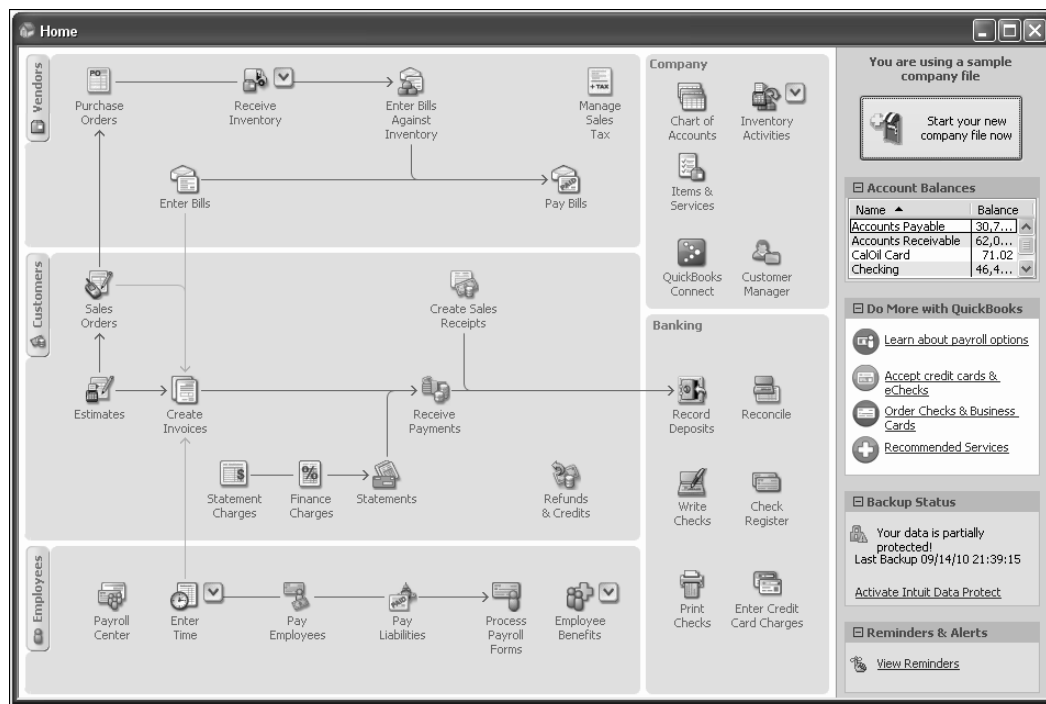 Home
Vendors
PO
Purchase
Orders
Receive
Inventory
Enter Bills
Against
Inventory
+ TAX
Manage
Sales
Tax
Enter Bills
PAID
Pay Bills
Customers
Sales
Orders
Create Sales
Receipts
Estimates
Create
Invoices
Receive
Payments
$
Statement
Charges
%
Finance
Charges
Statements
Refunds
& Credits
Employees
Payroll
Center
Enter
Time
Pay
Employees
PAID
Pay
Liabilities
Process
Payroll
Forms
Employee
Benefits
Company
Chart of
Accounts
Inventory
Activities
Items &
Services
QuickBooks
Connect
Customer
Manager
Banking
Record
Deposits
Reconcile
Write
Checks
Check
Register
Print
Checks
Enter Credit
Card Charges
You are using a sample
company file
Start your new
company file now
Account Balances
Name Balance
Accounts Payable 30,7...
Accounts Receivable 62,0...
CalOil Card 71.02
Checking 46,4...
Do More with QuickBooks
Learn about payroll options
Accept credit cards &
eChecks
Order Checks & Business
Cards
Recommended Services
Backup Status
Your data is partially
protected!
Last Backup 09/14/10 21:39:15
Activate Intuit Data Protect
Reminders & Alerts
View Reminders